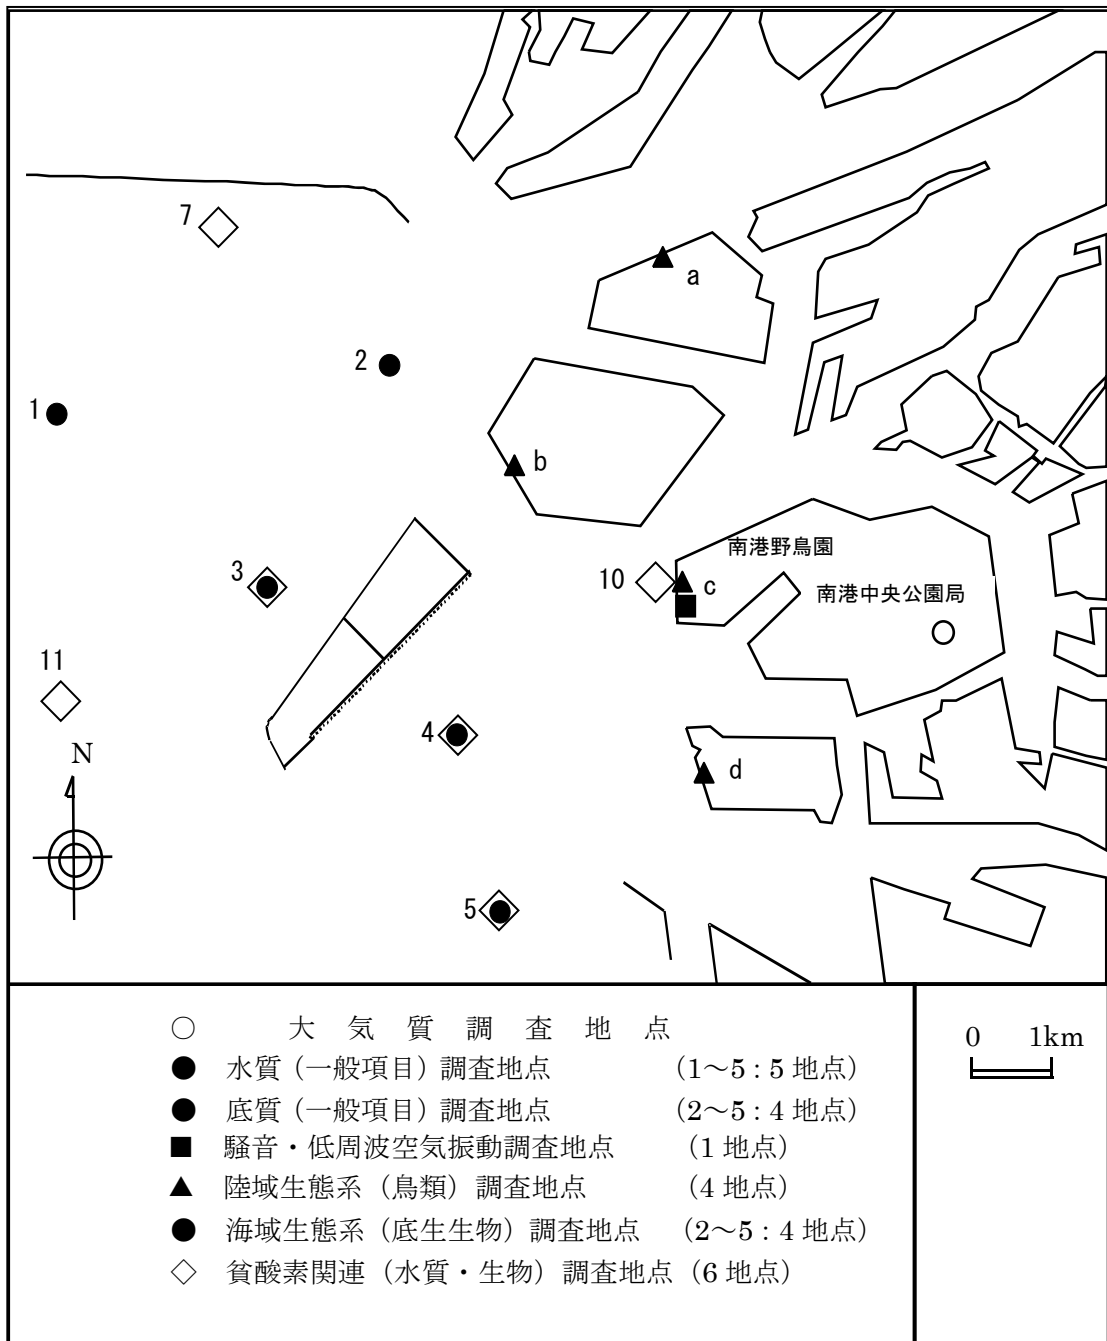 7
a
2
1
b
南港野鳥園
3
10
c
南港中央公園局
11
4
N
d
5
○ 大気質調査地点
● 水質(一般項目)調査地点 (1～5:5地点)
● 底質(一般項目)調査地点 (2～5:4地点)
■ 騒音・低周波空気振動調査地点 (1地点)
▲ 陸域生態系(鳥類)調査地点 (4地点)
● 海域生態系(底生生物)調査地点 (2～5:4地点)
◇ 貧酸素関連(水質・生物)調査地点(6地点)
0 1km